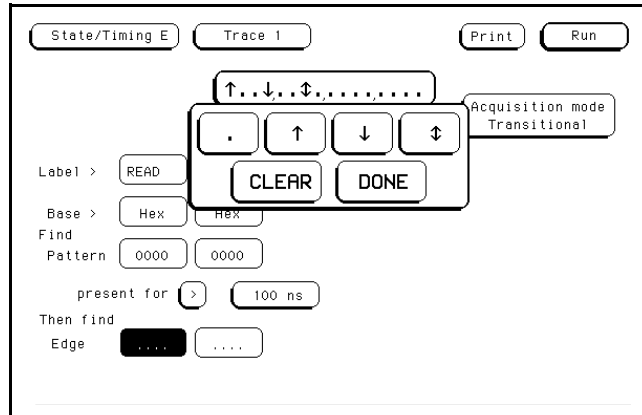 State/Timing E Trace 1 Print Run
↑..↓,..↕.,....,....
Acquisition mode
Transitional
. ↑ ↓ ↕
CLEAR DONE
Label > READ
Base > Hex Hex
Find
Pattern 0000 0000
present for > 100 ns
Then find
Edge .... ....